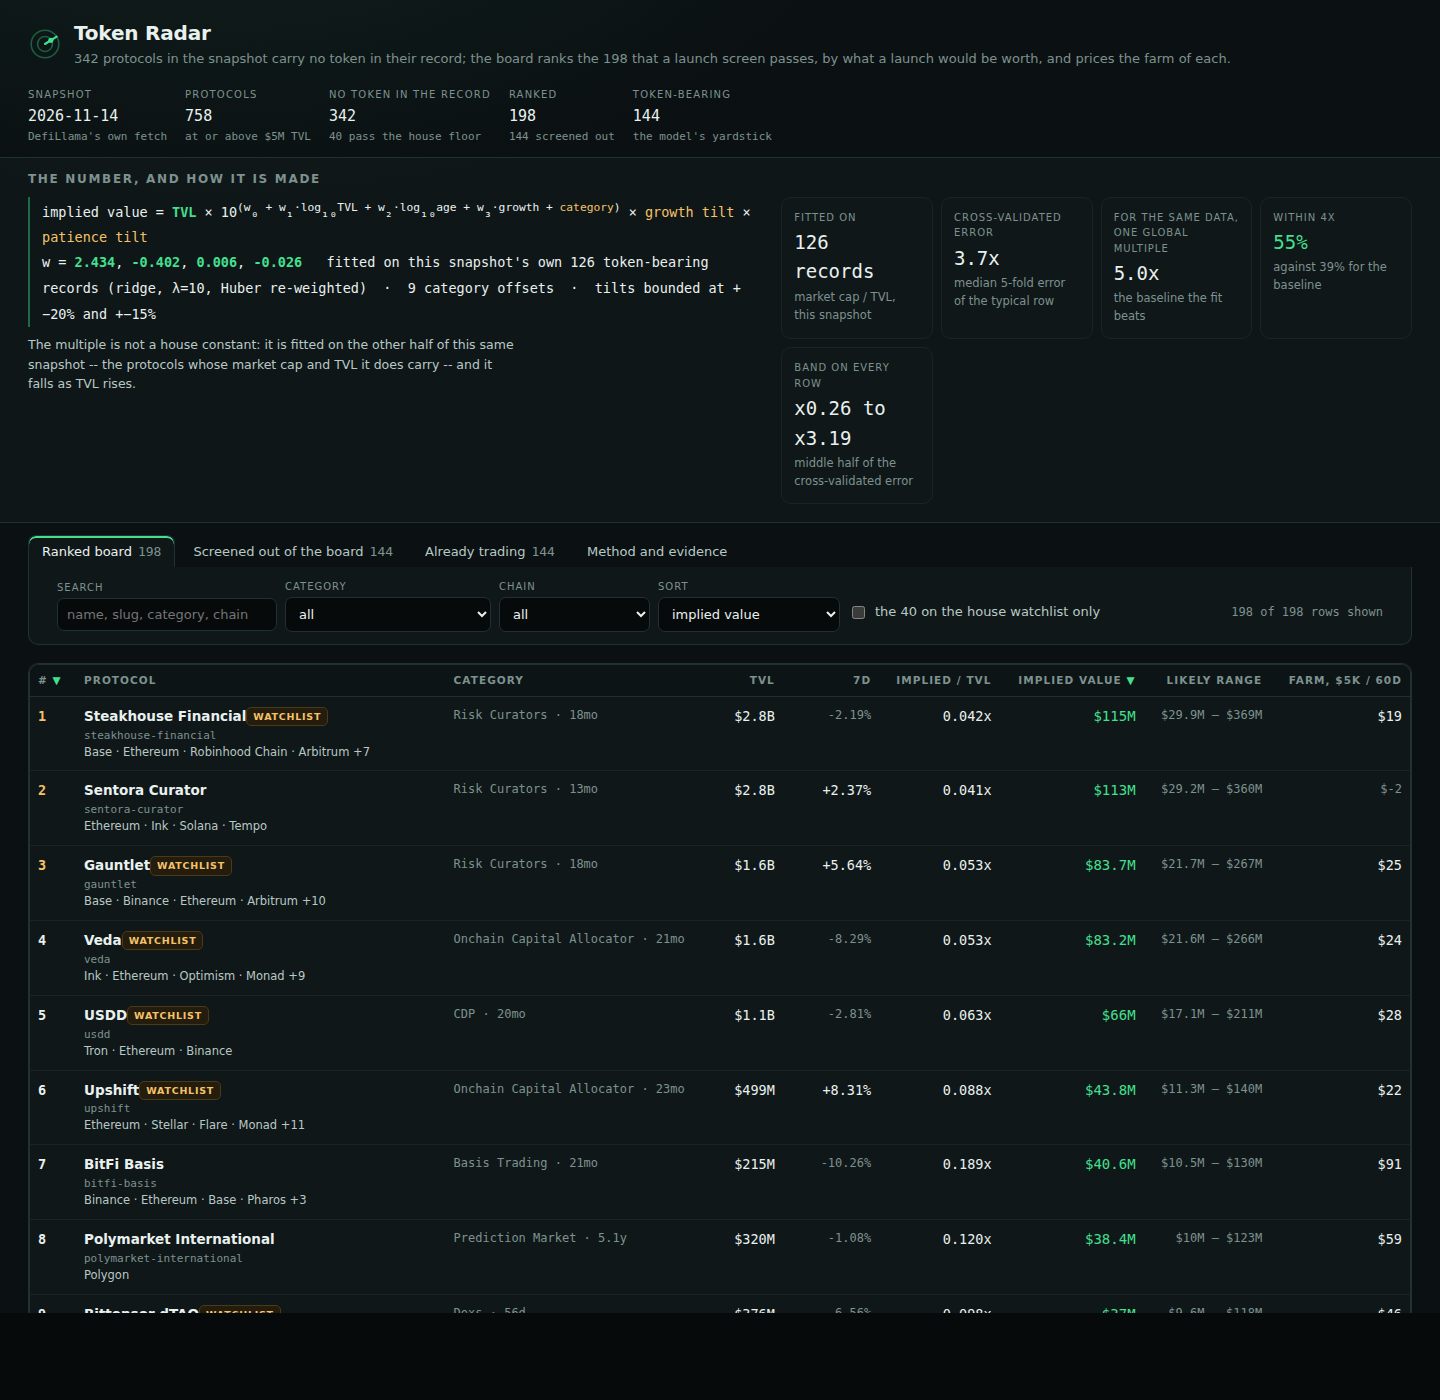 Token Radar
342 protocols in the snapshot carry no token in their record; the board ranks the 198 that a launch screen passes, by what a launch would be worth, and prices the farm of each.
SNAPSHOT
2026-11-14
DefiLlama's own fetch
PROTOCOLS
758
at or above $5M TVL
NO TOKEN IN THE RECORD
342
40 pass the house floor
RANKED
198
144 screened out
TOKEN-BEARING
144
the model's yardstick
THE NUMBER, AND HOW IT IS MADE
implied value = TVL × 10(w₀ + w₁·log₁₀TVL + w₂·log₁₀age + w₃·growth + category) × growth tilt ×
patience tilt
w = 2.434, -0.402, 0.006, -0.026 fitted on this snapshot's own 126 token-bearing
records (ridge, λ=10, Huber re-weighted) · 9 category offsets · tilts bounded at +
−20% and +−15%
The multiple is not a house constant: it is fitted on the other half of this same
snapshot -- the protocols whose market cap and TVL it does carry -- and it
falls as TVL rises.
FITTED ON
126
records
market cap / TVL,
this snapshot
CROSS-VALIDATED
ERROR
3.7x
median 5-fold error
of the typical row
FOR THE SAME DATA,
ONE GLOBAL
MULTIPLE
5.0x
the baseline the fit
beats
WITHIN 4X
55%
against 39% for the
baseline
BAND ON EVERY
ROW
x0.26 to
x3.19
middle half of the
cross-validated error
Ranked board 198
Screened out of the board 144
Already trading 144
Method and evidence
SEARCH
name, slug, category, chain
CATEGORY
all
CHAIN
all
SORT
implied value
the 40 on the house watchlist only
198 of 198 rows shown
# ▼ PROTOCOL CATEGORY TVL 7D IMPLIED / TVL IMPLIED VALUE ▼ LIKELY RANGE FARM, $5K / 60D
1 Steakhouse Financial WATCHLIST Risk Curators · 18mo $2.8B -2.19% 0.042x $115M $29.9M — $369M $19
steakhouse-financial
Base · Ethereum · Robinhood Chain · Arbitrum +7
2 Sentora Curator Risk Curators · 13mo $2.8B +2.37% 0.041x $113M $29.2M — $360M $-2
sentora-curator
Ethereum · Ink · Solana · Tempo
3 Gauntlet WATCHLIST Risk Curators · 18mo $1.6B +5.64% 0.053x $83.7M $21.7M — $267M $25
gauntlet
Base · Binance · Ethereum · Arbitrum +10
4 Veda WATCHLIST Onchain Capital Allocator · 21mo $1.6B -8.29% 0.053x $83.2M $21.6M — $266M $24
veda
Ink · Ethereum · Optimism · Monad +9
5 USDD WATCHLIST CDP · 20mo $1.1B -2.81% 0.063x $66M $17.1M — $211M $28
usdd
Tron · Ethereum · Binance
6 Upshift WATCHLIST Onchain Capital Allocator · 23mo $499M +8.31% 0.088x $43.8M $11.3M — $140M $22
upshift
Ethereum · Stellar · Flare · Monad +11
7 BitFi Basis Basis Trading · 21mo $215M -10.26% 0.189x $40.6M $10.5M — $130M $91
bitfi-basis
Binance · Ethereum · Base · Pharos +3
8 Polymarket International Prediction Market · 5.1y $320M -1.08% 0.120x $38.4M $10M — $123M $59
polymarket-international
Polygon
9 Bittensor dTAO WATCHLIST Dexs · 56d $376M 6.56% 0.098x $37M $9.6M — $118M $46